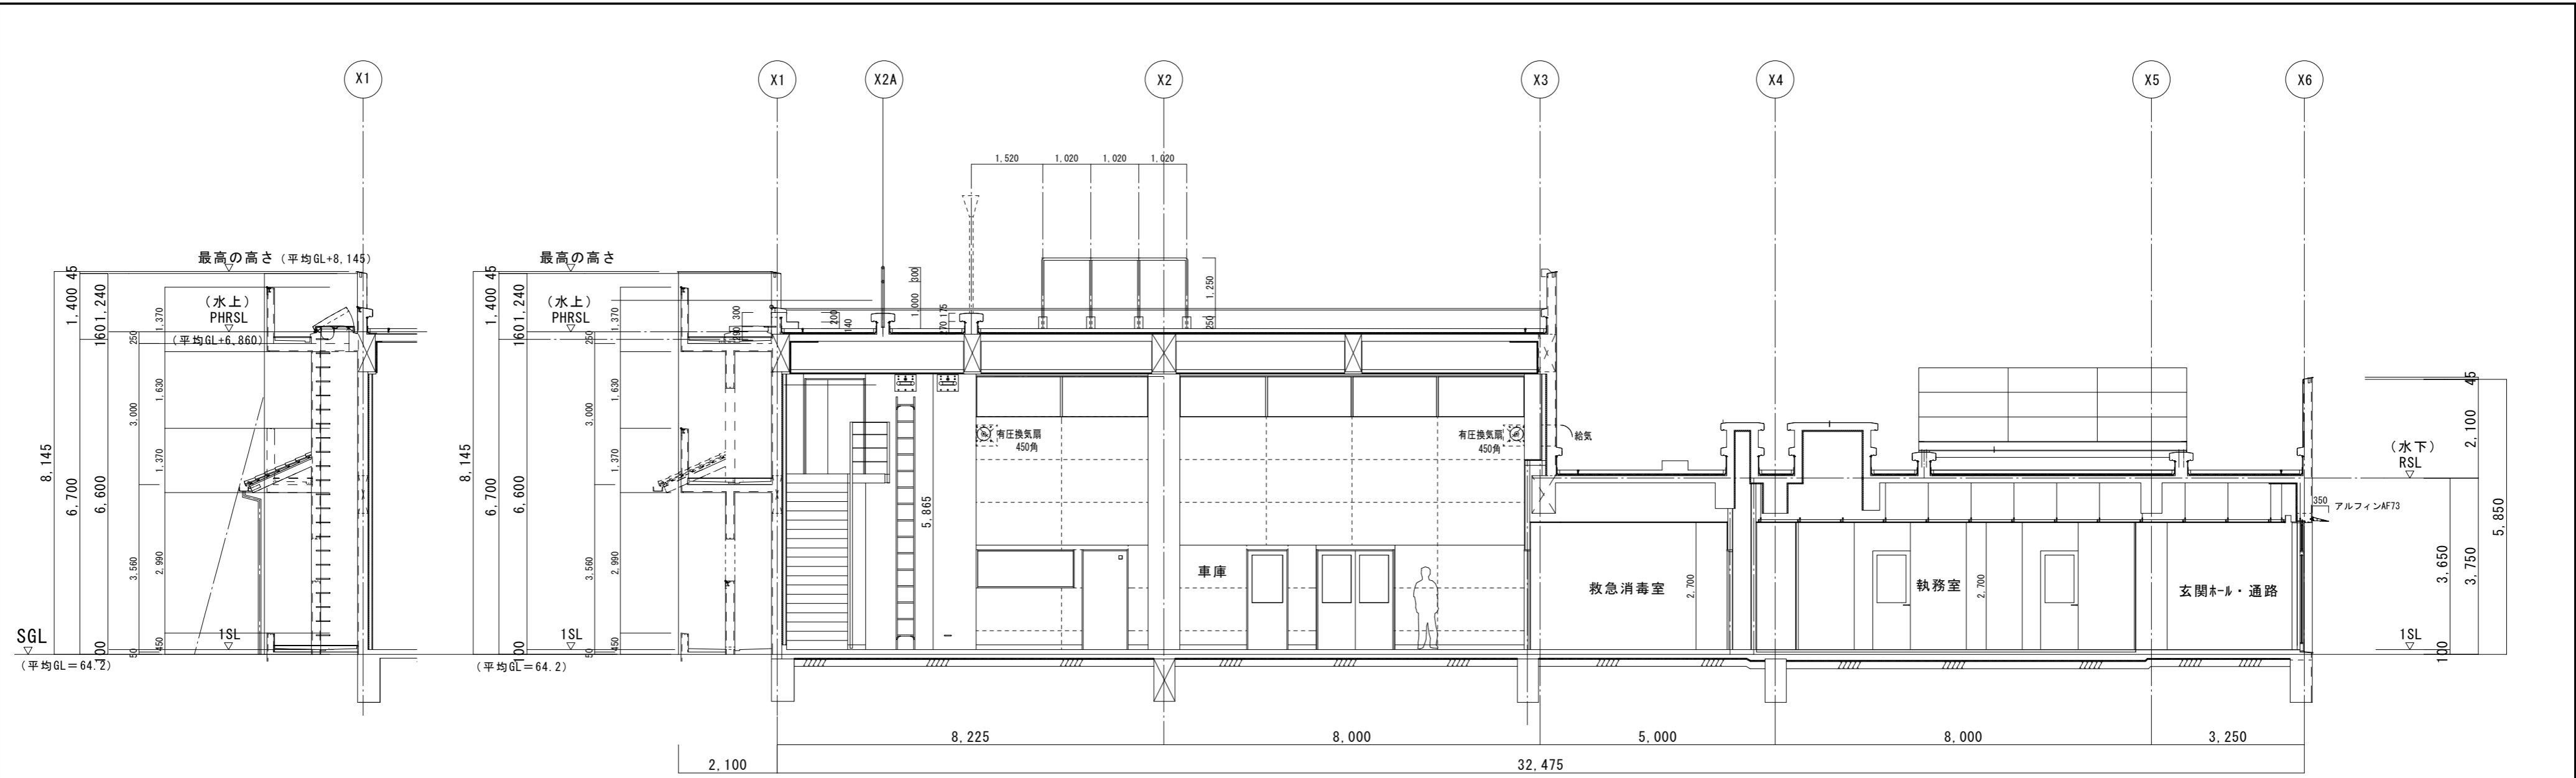 X1
X1
X2A
X2
X3
X4
X5
X6
1,520
1,020
1,020
1,020
最高の高さ (平均GL+8,145)
最高の高さ
45
1,400
1,240
160
1,370
250
(水上)
PHRSL
(平均GL+6,860)
1,630
3,000
8,145
6,700
6,600
1,370
3,560
2,990
SGL
(平均GL=64.2)
1SL
100
50
450
45
1,400
1,240
160
1,370
250
(水上)
PHRSL
1,630
3,000
8,145
6,700
6,600
1,370
3,560
2,990
1SL
(平均GL=64.2)
100
50
450
300
290
200
140
300
1,000
175
270
1,250
250
有圧換気扇
450角
有圧換気扇
450角
給気
5,865
車庫
救急消毒室
2,700
執務室
2,700
玄関ホール・通路
350
アルフィンAF73
(水下)
RSL
45
2,100
5,850
3,650
3,750
1SL
100
8,225
8,000
5,000
8,000
3,250
2,100
32,475